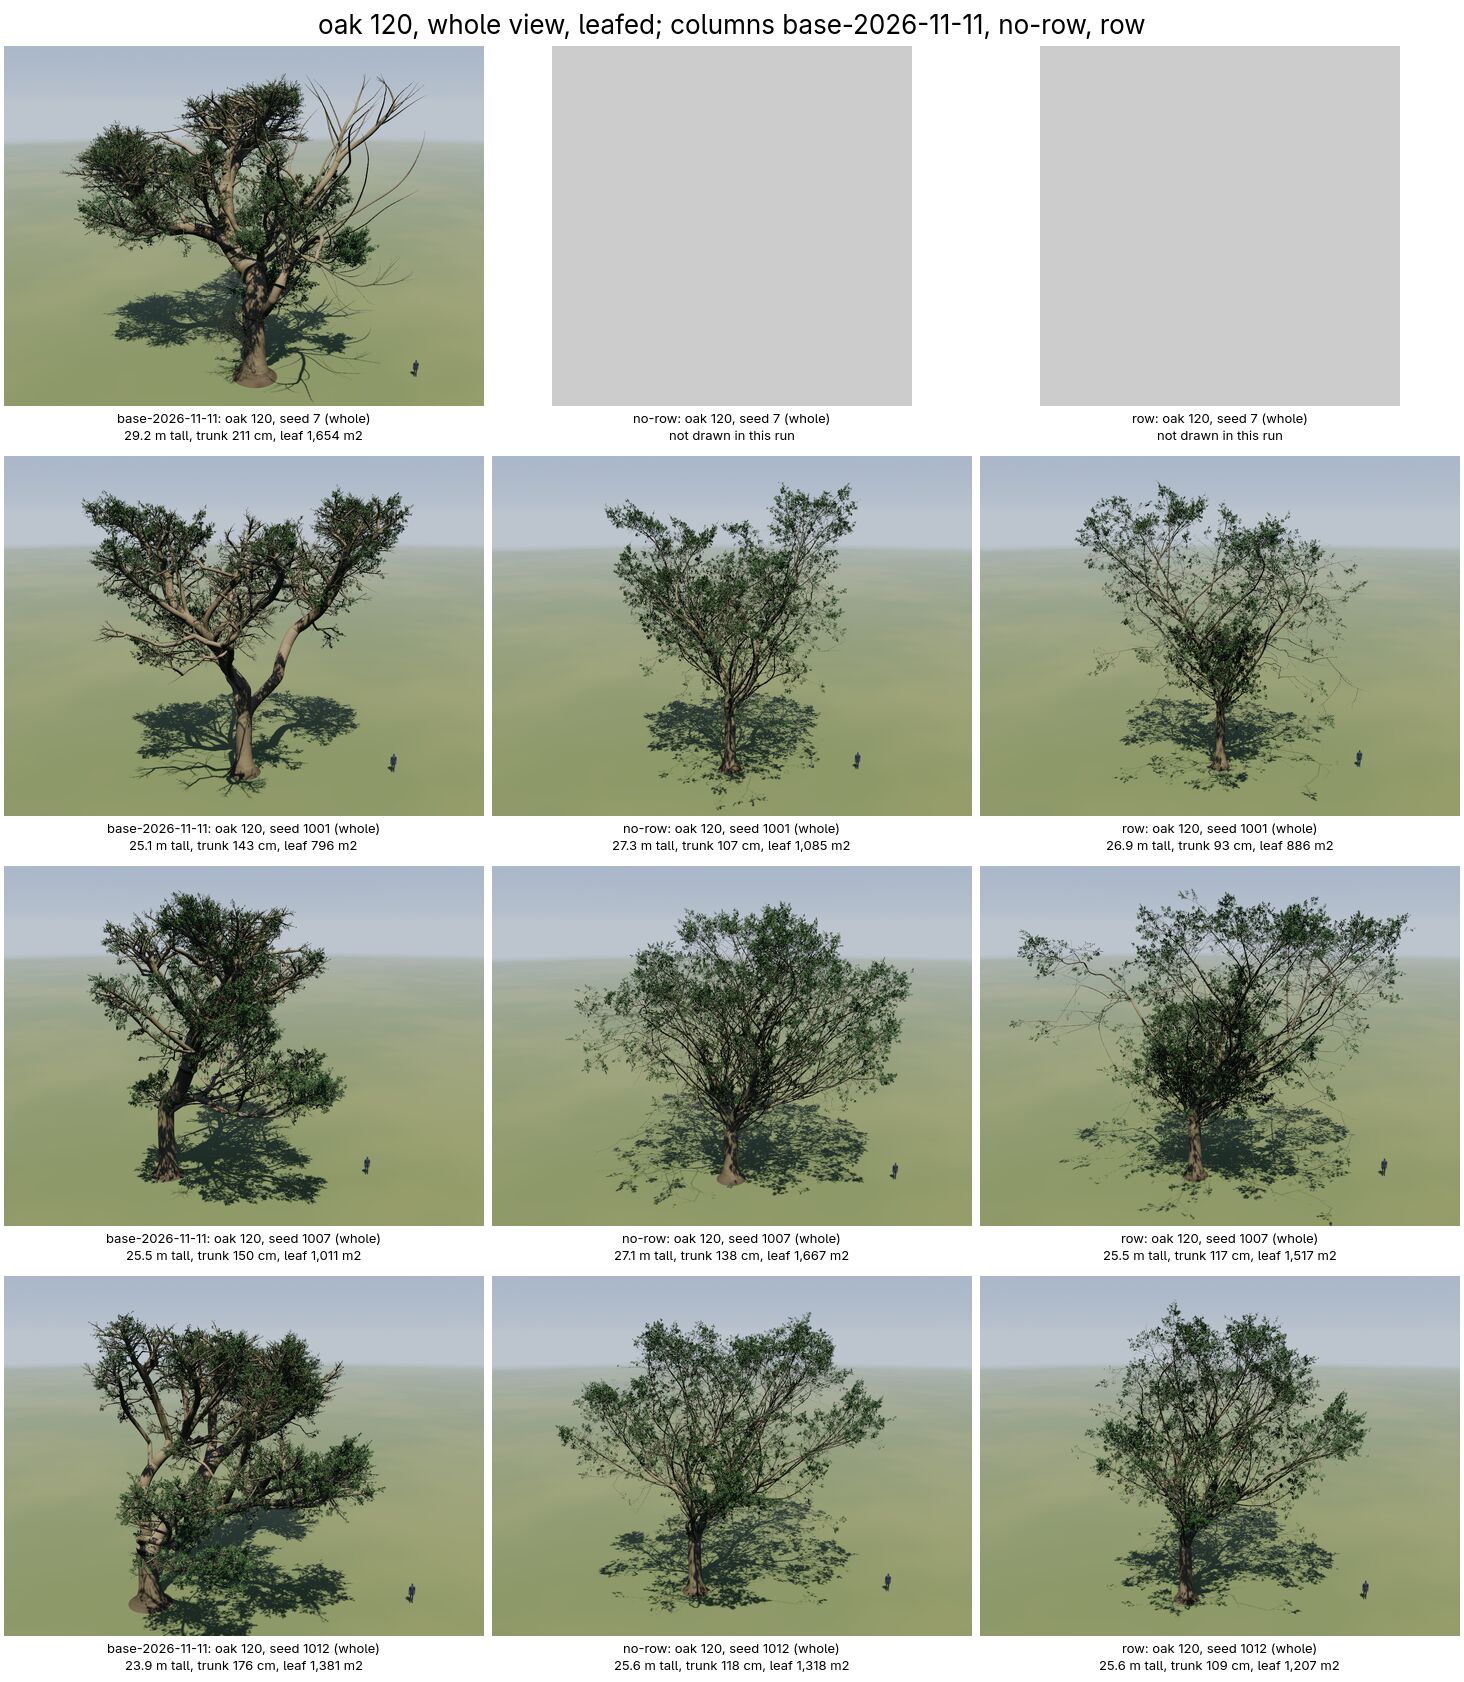 oak 120, whole view, leafed; columns base-2026-11-11, no-row, row
base-2026-11-11: oak 120, seed 7 (whole)
29.2 m tall, trunk 211 cm, leaf 1,654 m2
no-row: oak 120, seed 7 (whole)
not drawn in this run
row: oak 120, seed 7 (whole)
not drawn in this run
base-2026-11-11: oak 120, seed 1001 (whole)
25.1 m tall, trunk 143 cm, leaf 796 m2
no-row: oak 120, seed 1001 (whole)
27.3 m tall, trunk 107 cm, leaf 1,085 m2
row: oak 120, seed 1001 (whole)
26.9 m tall, trunk 93 cm, leaf 886 m2
base-2026-11-11: oak 120, seed 1007 (whole)
25.5 m tall, trunk 150 cm, leaf 1,011 m2
no-row: oak 120, seed 1007 (whole)
27.1 m tall, trunk 138 cm, leaf 1,667 m2
row: oak 120, seed 1007 (whole)
25.5 m tall, trunk 117 cm, leaf 1,517 m2
base-2026-11-11: oak 120, seed 1012 (whole)
23.9 m tall, trunk 176 cm, leaf 1,381 m2
no-row: oak 120, seed 1012 (whole)
25.6 m tall, trunk 118 cm, leaf 1,318 m2
row: oak 120, seed 1012 (whole)
25.6 m tall, trunk 109 cm, leaf 1,207 m2